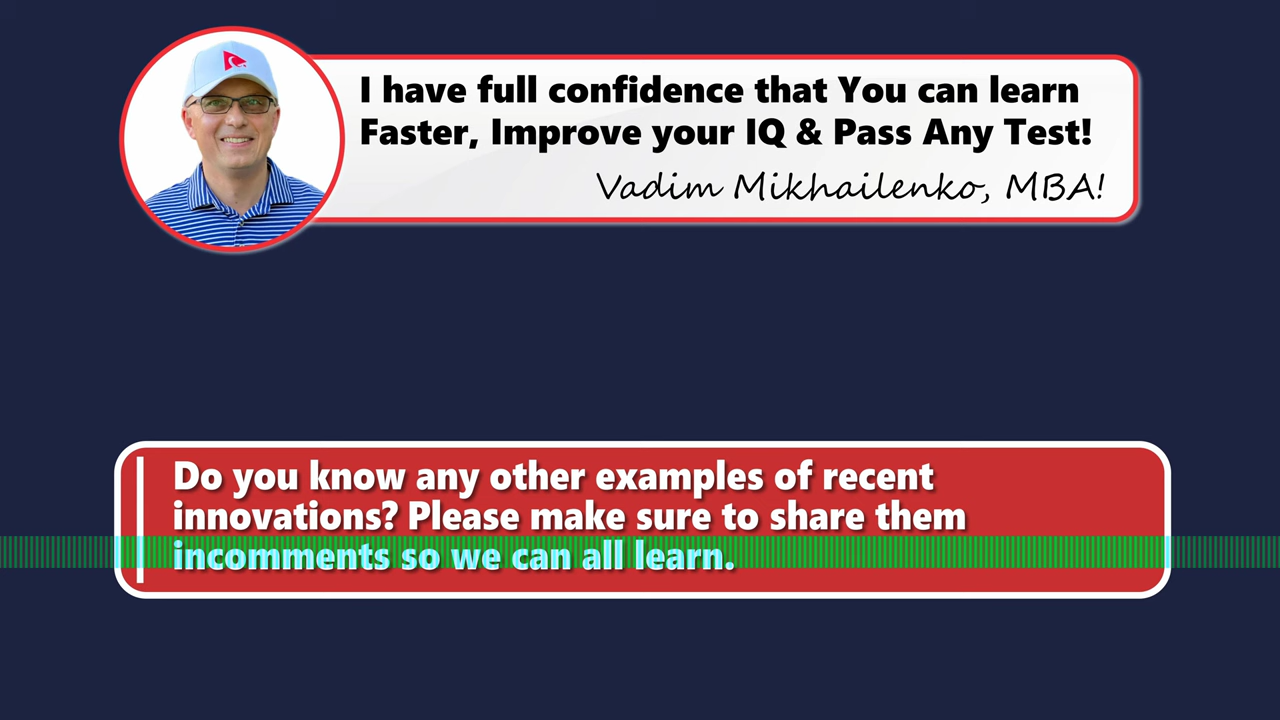 I have full confidence that You can learn
Faster, Improve your IQ & Pass Any Test!
Vadim Mikhailenko, MBA!
Do you know any other examples of recent
innovations? Please make sure to share them
incomments so we can all learn.